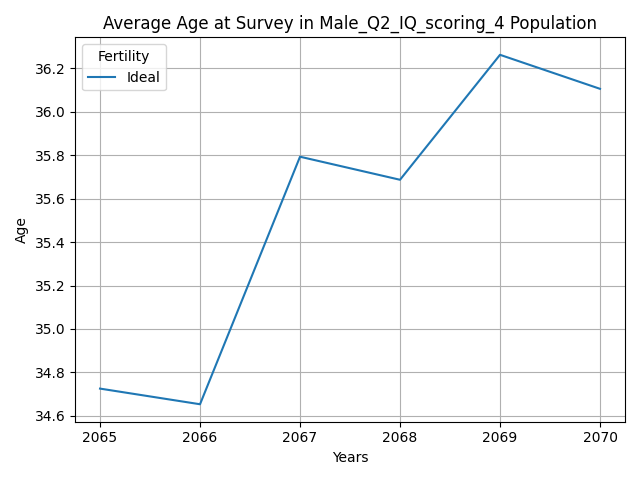 Average Age at Survey in Male_Q2_IQ_scoring_4 Population
Fertility
Ideal
36.2
36.0
35.8
35.6
35.4
35.2
35.0
34.8
34.6
Age
2065 2066 2067 2068 2069 2070
Years